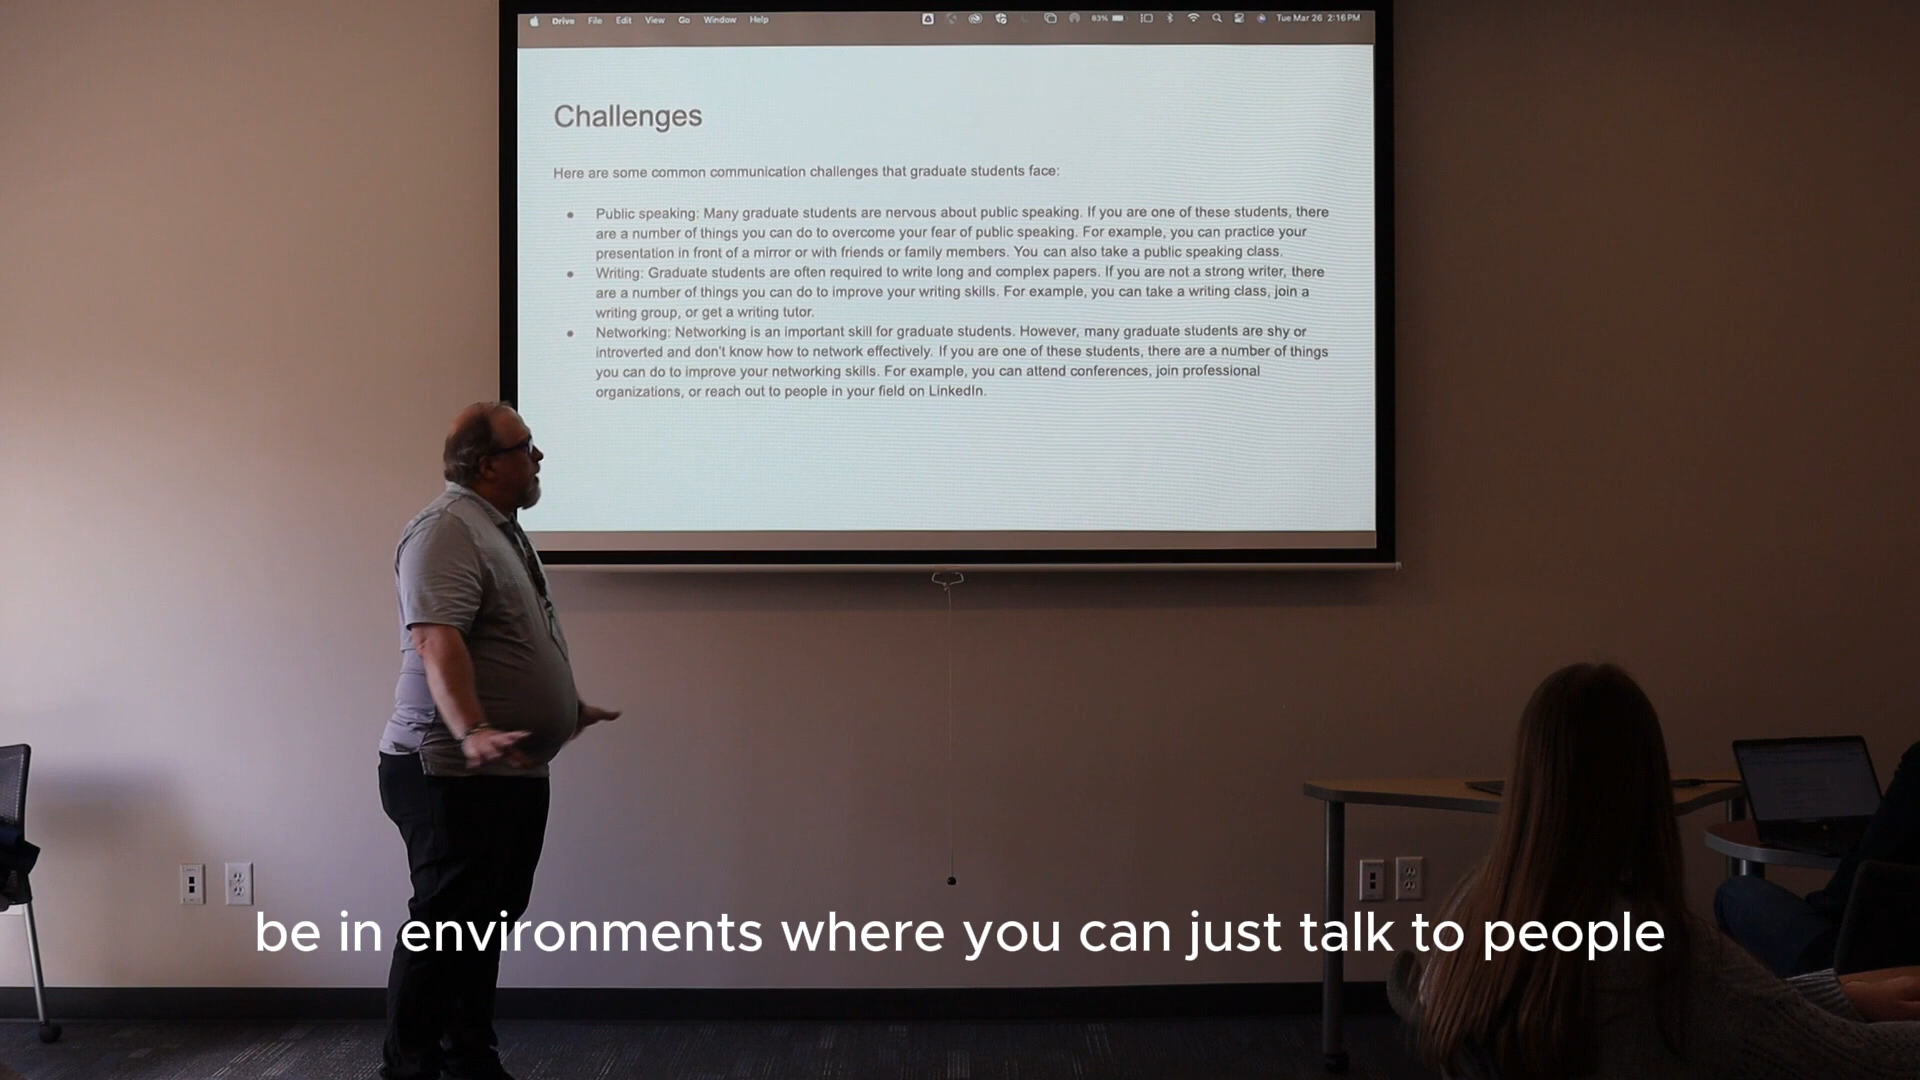 Drive File Edit View Go Window Help 83% Tue Mar 26 2:16 PM
Challenges
Here are some common communication challenges that graduate students face:
● Public speaking: Many graduate students are nervous about public speaking. If you are one of these students, there
are a number of things you can do to overcome your fear of public speaking. For example, you can practice your
presentation in front of a mirror or with friends or family members. You can also take a public speaking class.
● Writing: Graduate students are often required to write long and complex papers. If you are not a strong writer, there
are a number of things you can do to improve your writing skills. For example, you can take a writing class, join a
writing group, or get a writing tutor.
● Networking: Networking is an important skill for graduate students. However, many graduate students are shy or
introverted and don't know how to network effectively. If you are one of these students, there are a number of things
you can do to improve your networking skills. For example, you can attend conferences, join professional
organizations, or reach out to people in your field on LinkedIn.
be in environments where you can just talk to people